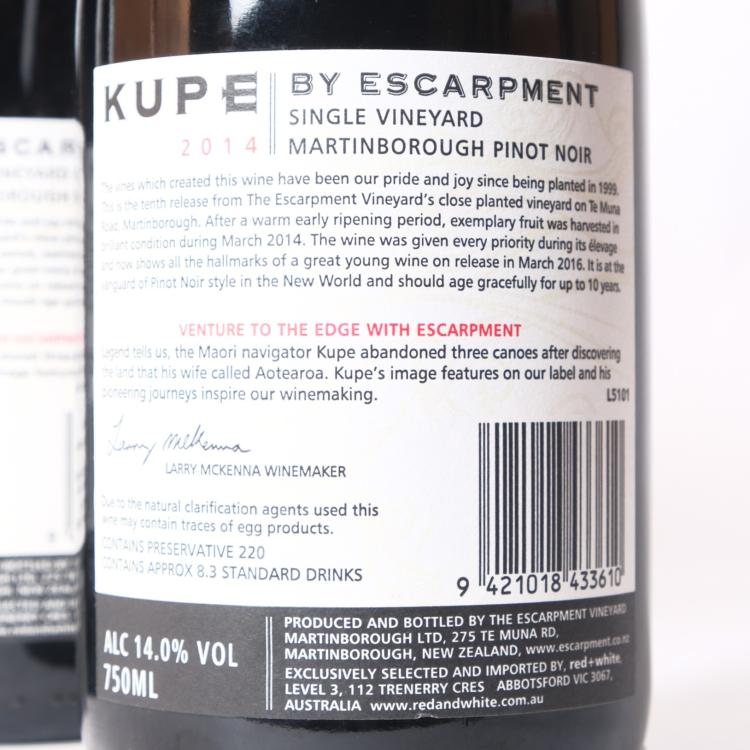 KUPE
2014
BY ESCARPMENT
SINGLE VINEYARD
MARTINBOROUGH PINOT NOIR
The vines which created this wine have been our pride and joy since being planted in 1999.
This is the tenth release from The Escarpment Vineyard's close planted vineyard on Te Muna
Road, Martinborough. After a warm early ripening period, exemplary fruit was harvested in
brilliant condition during March 2014. The wine was given every priority during its élevage
and now shows all the hallmarks of a great young wine on release in March 2016. It is at the
vanguard of Pinot Noir style in the New World and should age gracefully for up to 10 years.
VENTURE TO THE EDGE WITH ESCARPMENT
Legend tells us, the Maori navigator Kupe abandoned three canoes after discovering
the land that his wife called Aotearoa. Kupe's image features on our label and his
pioneering journeys inspire our winemaking.
L5101
Larry McKenna
LARRY MCKENNA WINEMAKER
Due to the natural clarification agents used this
wine may contain traces of egg products.
CONTAINS PRESERVATIVE 220
CONTAINS APPROX 8.3 STANDARD DRINKS
9 421018 433610
ALC 14.0% VOL
750ML
PRODUCED AND BOTTLED BY THE ESCARPMENT VINEYARD
MARTINBOROUGH LTD, 275 TE MUNA RD,
MARTINBOROUGH, NEW ZEALAND, www.escarpment.co.nz
EXCLUSIVELY SELECTED AND IMPORTED BY, red+white,
LEVEL 3, 112 TRENERRY CRES ABBOTSFORD VIC 3067,
AUSTRALIA www.redandwhite.com.au